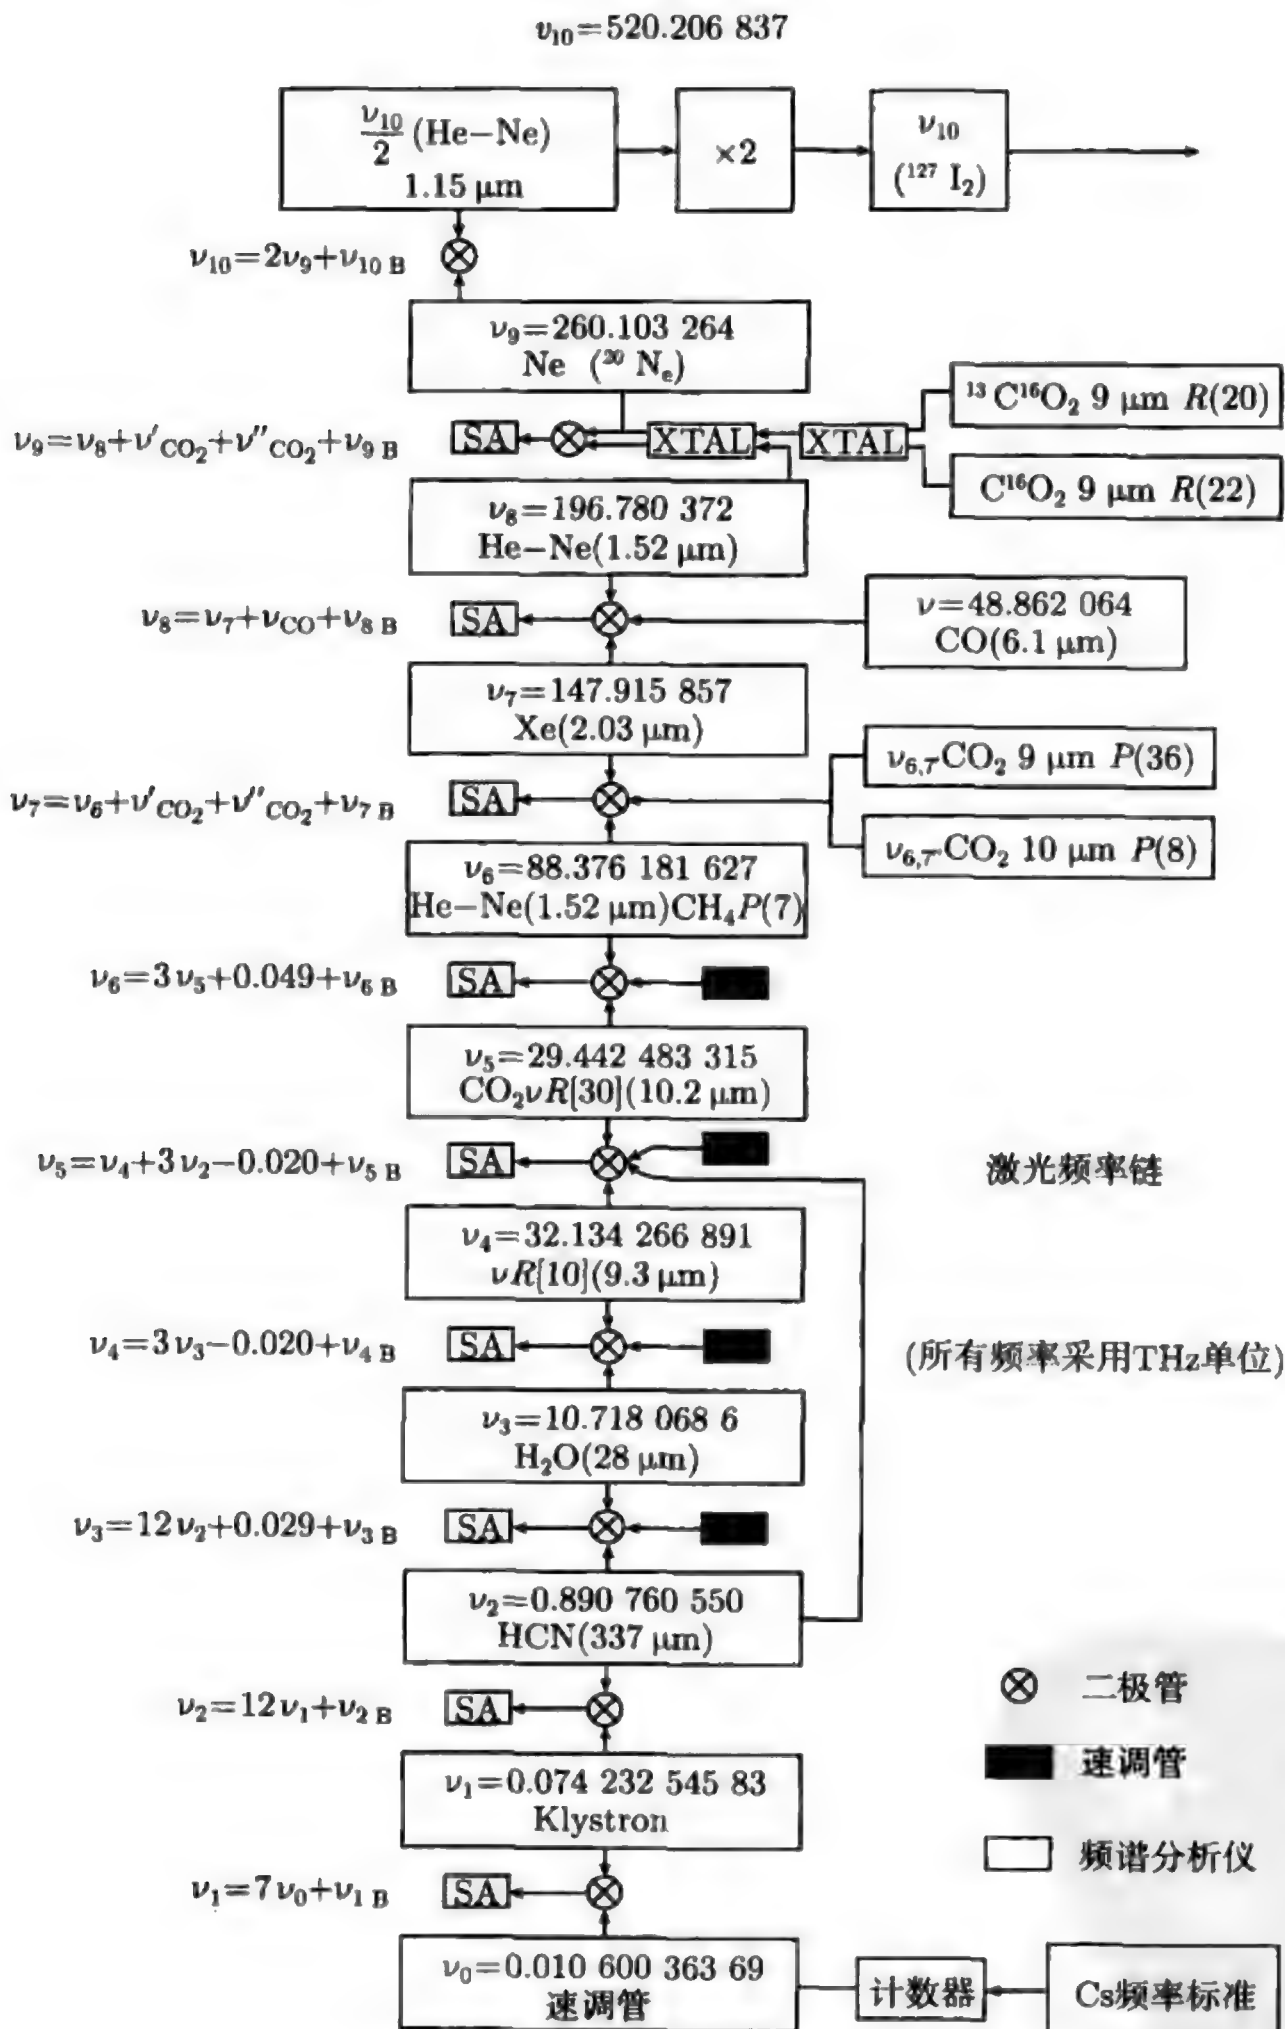 ν₁₀=520.206 837
ν₁₀/2 (He−Ne)
1.15 μm
×2
ν₁₀
(¹²⁷ I₂)
ν₁₀=2ν₉+ν₁₀ B
ν₉=260.103 264
Ne (²⁰ Nₑ)
¹³C¹⁶O₂ 9 μm R(20)
ν₉=ν₈+ν′CO₂+ν″CO₂+ν₉ B
SA
XTAL
XTAL
C¹⁶O₂ 9 μm R(22)
ν₈=196.780 372
He−Ne(1.52 μm)
ν₈=ν₇+νCO+ν₈ B
SA
ν=48.862 064
CO(6.1 μm)
ν₇=147.915 857
Xe(2.03 μm)
ν₆,₇′CO₂ 9 μm P(36)
ν₇=ν₆+ν′CO₂+ν″CO₂+ν₇ B
SA
ν₆,₇″CO₂ 10 μm P(8)
ν₆=88.376 181 627
He−Ne(1.52 μm)CH₄P(7)
ν₆=3ν₅+0.049+ν₆ B
SA
ν₅=29.442 483 315
CO₂νR[30](10.2 μm)
ν₅=ν₄+3ν₂−0.020+ν₅ B
SA
激光频率链
ν₄=32.134 266 891
νR[10](9.3 μm)
ν₄=3ν₃−0.020+ν₄ B
SA
(所有频率采用THz单位)
ν₃=10.718 068 6
H₂O(28 μm)
ν₃=12ν₂+0.029+ν₃ B
SA
ν₂=0.890 760 550
HCN(337 μm)
ν₂=12ν₁+ν₂ B
SA
二极管
ν₁=0.074 232 545 83
Klystron
速调管
频谱分析仪
ν₁=7ν₀+ν₁ B
SA
ν₀=0.010 600 363 69
速调管
计数器
Cs频率标准